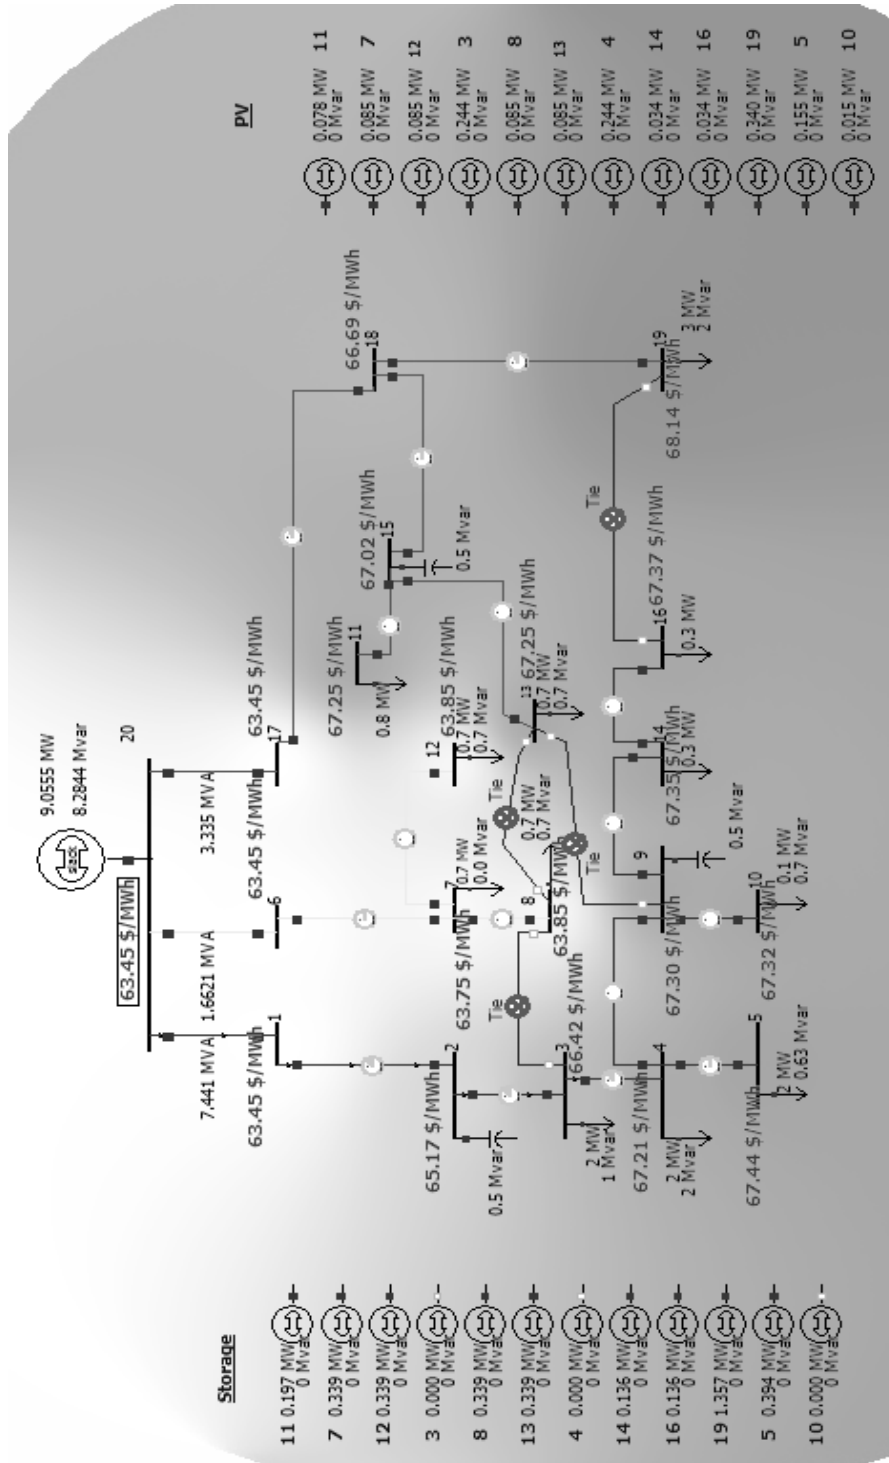 Storage
11 0.197 MW
0 Mvar
7 0.339 MW
0 Mvar
12 0.339 MW
0 Mvar
3 0.000 MW
0 Mvar
8 0.339 MW
0 Mvar
13 0.339 MW
0 Mvar
4 0.000 MW
0 Mvar
14 0.136 MW
0 Mvar
16 0.136 MW
0 Mvar
19 1.357 MW
0 Mvar
5 0.394 MW
0 Mvar
10 0.000 MW
0 Mvar
9.0555 MW
8.2844 Mvar
slack
63.45 $/MWh
20
7.441 MVA
1.6621 MVA
3.335 MVA
63.45 $/MWh
1
63.45 $/MWh
6
63.45 $/MWh
17
66.69 $/MWh
18
67.25 $/MWh
11
0.8 MW
67.02 $/MWh
15
0.5 Mvar
65.17 $/MWh
2
0.5 Mvar
63.75 $/MWh
7
0.7 MW
0.0 Mvar
63.85 $/MWh
12
0.7 MW
0.7 Mvar
Tie
Tie
Tie
Tie
66.42 $/MWh
3
2 MW
1 Mvar
63.85 $/MWh
8
0.7 MW
0.7 Mvar
67.25 $/MWh
13
0.7 MW
0.7 Mvar
67.21 $/MWh
4
2 MW
2 Mvar
67.30 $/MWh
9
0.5 Mvar
67.35 $/MWh
14
0.3 MW
67.37 $/MWh
16
0.3 MW
68.14 $/MWh
19
3 MW
2 Mvar
67.44 $/MWh
5
2 MW
0.63 Mvar
67.32 $/MWh
10
0.1 MW
0.7 Mvar
PV
0.078 MW 11
0 Mvar
0.085 MW 7
0 Mvar
0.085 MW 12
0 Mvar
0.244 MW 3
0 Mvar
0.085 MW 8
0 Mvar
0.085 MW 13
0 Mvar
0.244 MW 4
0 Mvar
0.034 MW 14
0 Mvar
0.034 MW 16
0 Mvar
0.340 MW 19
0 Mvar
0.155 MW 5
0 Mvar
0.015 MW 10
0 Mvar